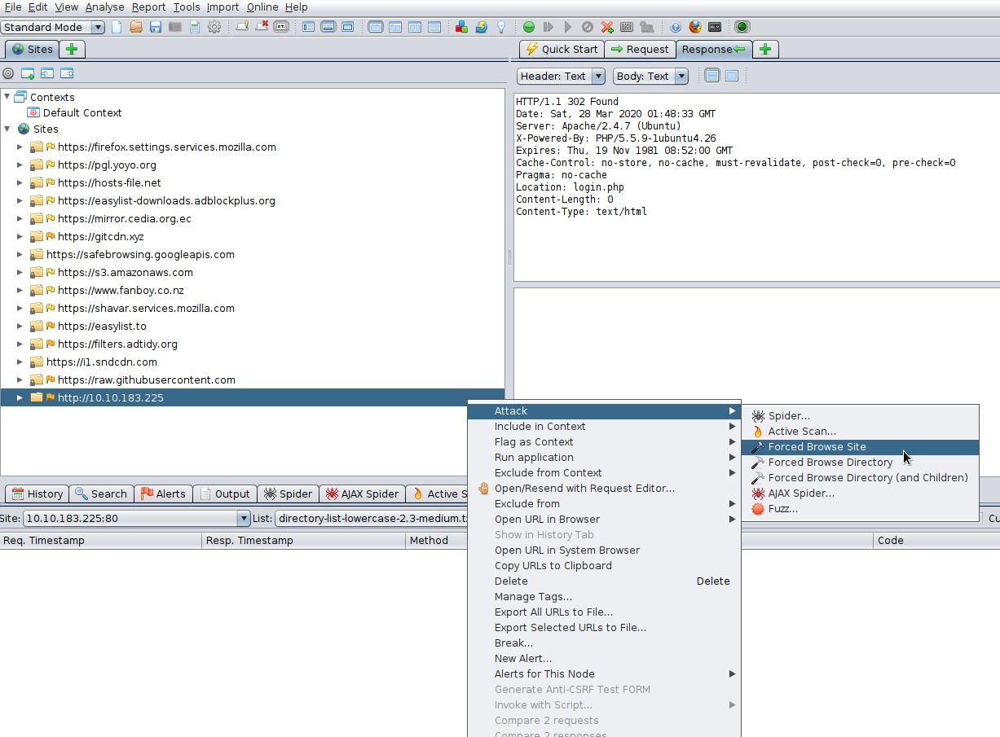 File Edit View Analyse Report Tools Import Online Help
Standard Mode
Sites
Quick Start Request Response
Header: Text Body: Text
Contexts
Default Context
Sites
https://firefox.settings.services.mozilla.com
https://pgl.yoyo.org
https://hosts-file.net
https://easylist-downloads.adblockplus.org
https://mirror.cedia.org.ec
https://gitcdn.xyz
https://safebrowsing.googleapis.com
https://s3.amazonaws.com
https://www.fanboy.co.nz
https://shavar.services.mozilla.com
https://easylist.to
https://filters.adtidy.org
https://i1.sndcdn.com
https://raw.githubusercontent.com
http://10.10.183.225
HTTP/1.1 302 Found
Date: Sat, 28 Mar 2020 01:48:33 GMT
Server: Apache/2.4.7 (Ubuntu)
X-Powered-By: PHP/5.5.9-1ubuntu4.26
Expires: Thu, 19 Nov 1981 08:52:00 GMT
Cache-Control: no-store, no-cache, must-revalidate, post-check=0, pre-check=0
Pragma: no-cache
Location: login.php
Content-Length: 0
Content-Type: text/html
Attack
Include in Context
Flag as Context
Run application
Exclude from Context
Open/Resend with Request Editor...
Exclude from
Open URL in Browser
Show in History Tab
Open URL in System Browser
Copy URLs to Clipboard
Delete Delete
Manage Tags...
Export All URLs to File...
Export Selected URLs to File...
Break...
New Alert...
Alerts for This Node
Generate Anti-CSRF Test FORM
Invoke with Script...
Compare 2 requests
Compare 2 responses
Spider...
Active Scan...
Forced Browse Site
Forced Browse Directory
Forced Browse Directory (and Children)
AJAX Spider...
Fuzz...
History Search Alerts Output Spider AJAX Spider Active S
Site: 10.10.183.225:80 List: directory-list-lowercase-2.3-medium.t Cu
Req. Timestamp Resp. Timestamp Method Code